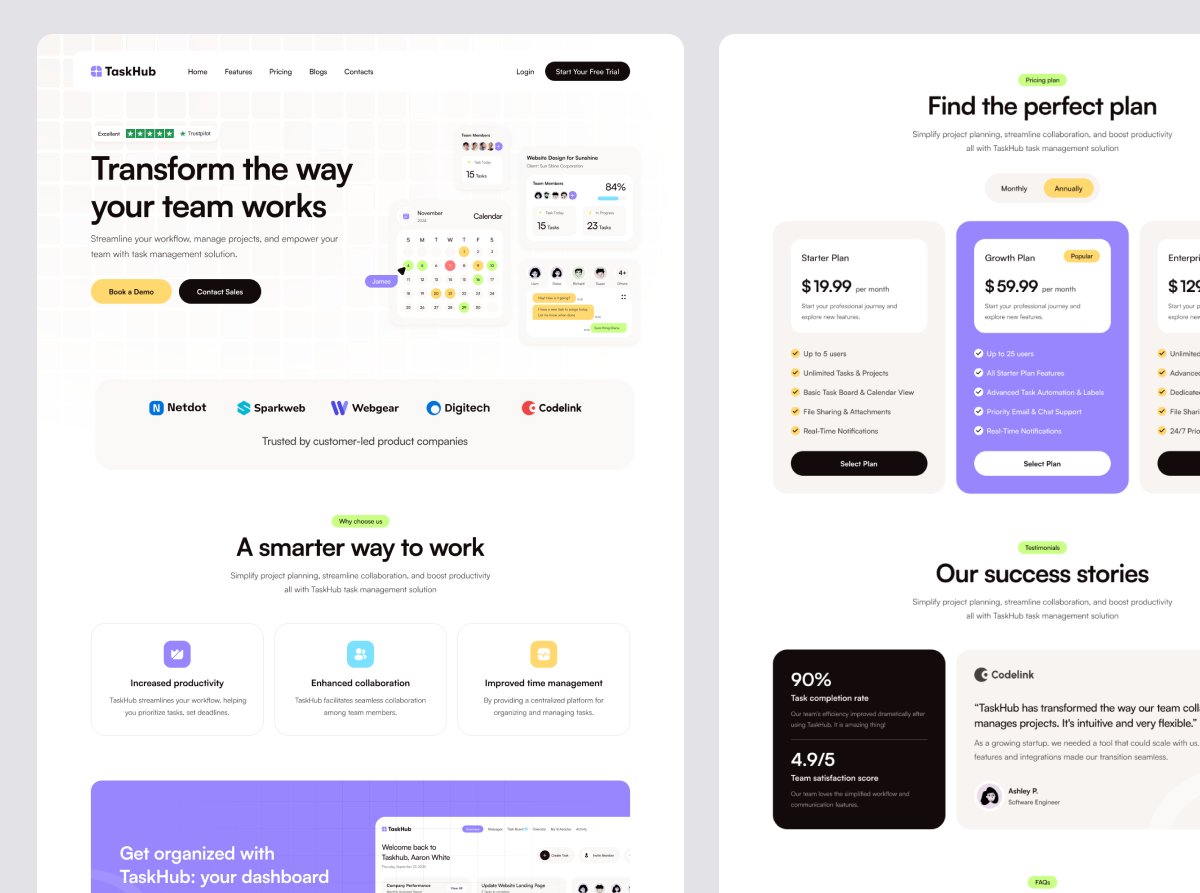 TaskHub
Home Features Pricing Blogs Contacts
Login Start Your Free Trial
Excellent Trustpilot
Transform the way
your team works
Streamline your workflow, manage projects, and empower your
team with task management solution.
Book a Demo Contact Sales
Team Members
Task Today
15 Tasks
Website Design for Sunshine
Client: Sun Shine Corporation
Team Members
84%
Task Today In Progress
15 Tasks 23 Tasks
November
2024
Calendar
S M T W T F S
1 2 3
4 5 6 7 8 9 10
11 12 13 14 15 16 17
18 19 20 21 22 23 24
25 26 27 28 29 30
James
4+
Liam Richard Susan Others
Hey! How is it going?
I have a new task to assign today.
Let me know when done
Netdot Sparkweb Webgear Digitech Codelink
Trusted by customer-led product companies
Why choose us
A smarter way to work
Simplify project planning, streamline collaboration, and boost productivity
all with TaskHub task management solution
Increased productivity
TaskHub streamlines your workflow, helping
you prioritize tasks, set deadlines.
Enhanced collaboration
TaskHub facilitates seamless collaboration
among team members.
Improved time management
By providing a centralized platform for
organizing and managing tasks.
Get organized with
TaskHub: your dashboard
TaskHub
Overview Messages Task Board Calendar My Schedules Activity
Welcome back to
Taskhub, Aaron White
Create Task Invite Member
Company Performance
View All
Update Website Landing Page
Pricing plan
Find the perfect plan
Simplify project planning, streamline collaboration, and boost productivity
all with TaskHub task management solution
Monthly Annually
Starter Plan
$19.99 per month
Start your professional journey and
explore new features.
Up to 5 users
Unlimited Tasks & Projects
Basic Task Board & Calendar View
File Sharing & Attachments
Real-Time Notifications
Select Plan
Growth Plan Popular
$59.99 per month
Start your professional journey and
explore new features.
Up to 25 users
All Starter Plan Features
Advanced Task Automation & Labels
Priority Email & Chat Support
Real-Time Notifications
Select Plan
Enterpri
$129
Start your p
explore new
Unlimited
Advanced
Dedicate
File Shari
24/7 Prio
Testimonials
Our success stories
Simplify project planning, streamline collaboration, and boost productivity
all with TaskHub task management solution
90%
Task completion rate
Our team's efficiency improved dramatically after
using TaskHub. It is amazing thing!
4.9/5
Team satisfaction score
Our team loves the simplified workflow and
communication features.
Codelink
“TaskHub has transformed the way our team coll
manages projects. It's intuitive and very flexible.”
As a growing startup, we needed a tool that could scale with us.
features and integrations made our transition seamless.
Ashley P.
Software Engineer
FAQs